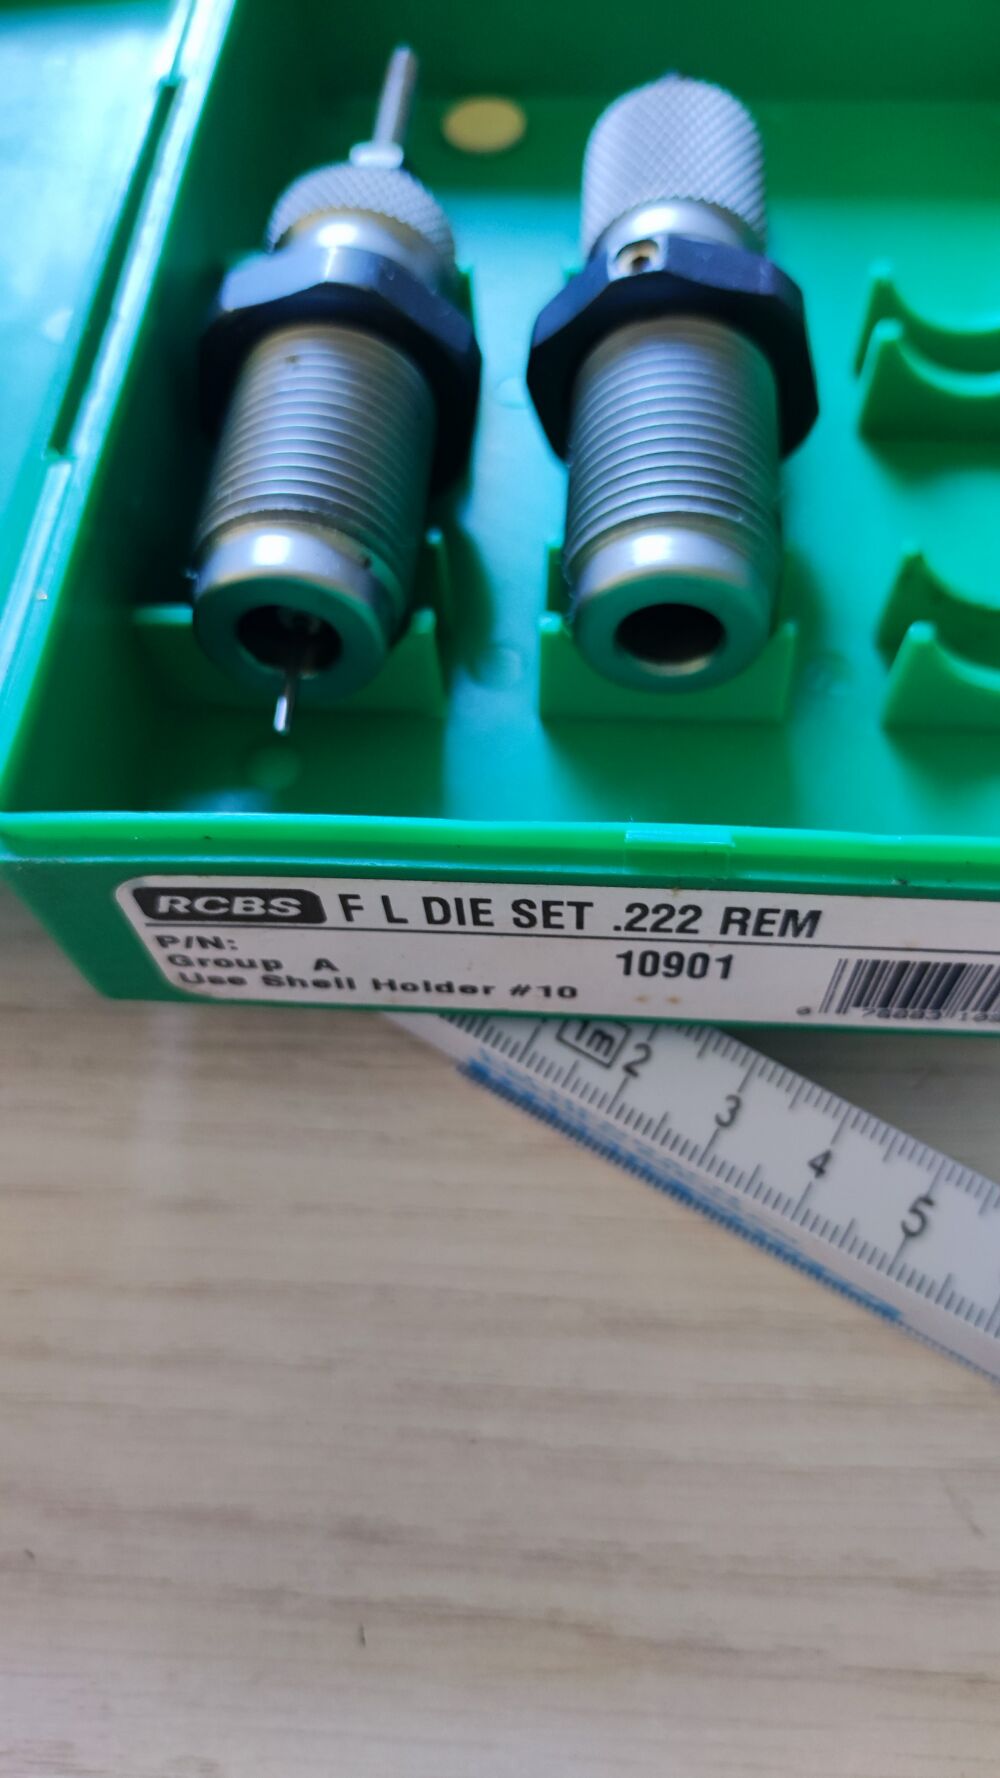 RCBS F L DIE SET .222 REM
P/N: 10901
Group A
Use Shell Holder #10
1m 2 3 4 5